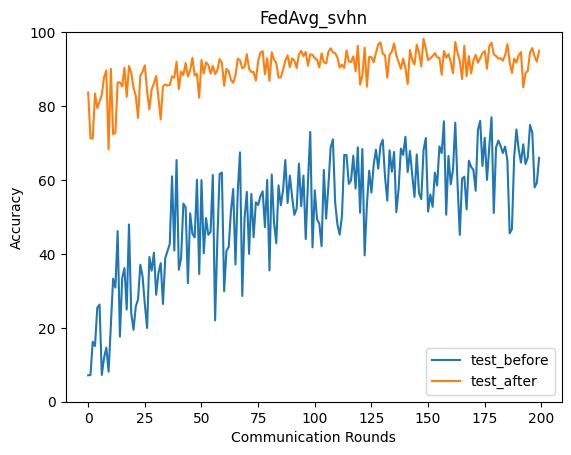 FedAvg_svhn
100
80
60
40
20
0
Accuracy
0 25 50 75 100 125 150 175 200
Communication Rounds
test_before
test_after